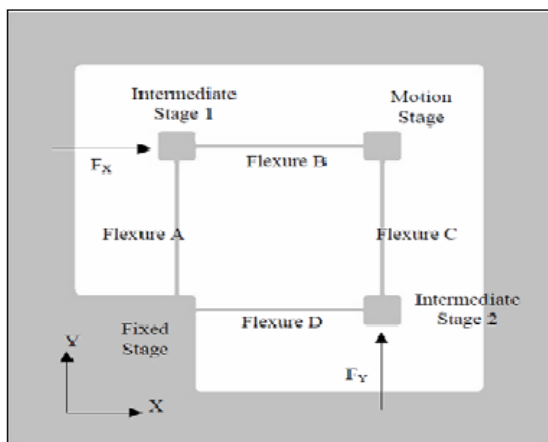 Intermediate
Stage 1
Motion
Stage
FX
Flexure B
Flexure A
Flexure C
Fixed
Stage
Flexure D
Intermediate
Stage 2
Y
FY
X